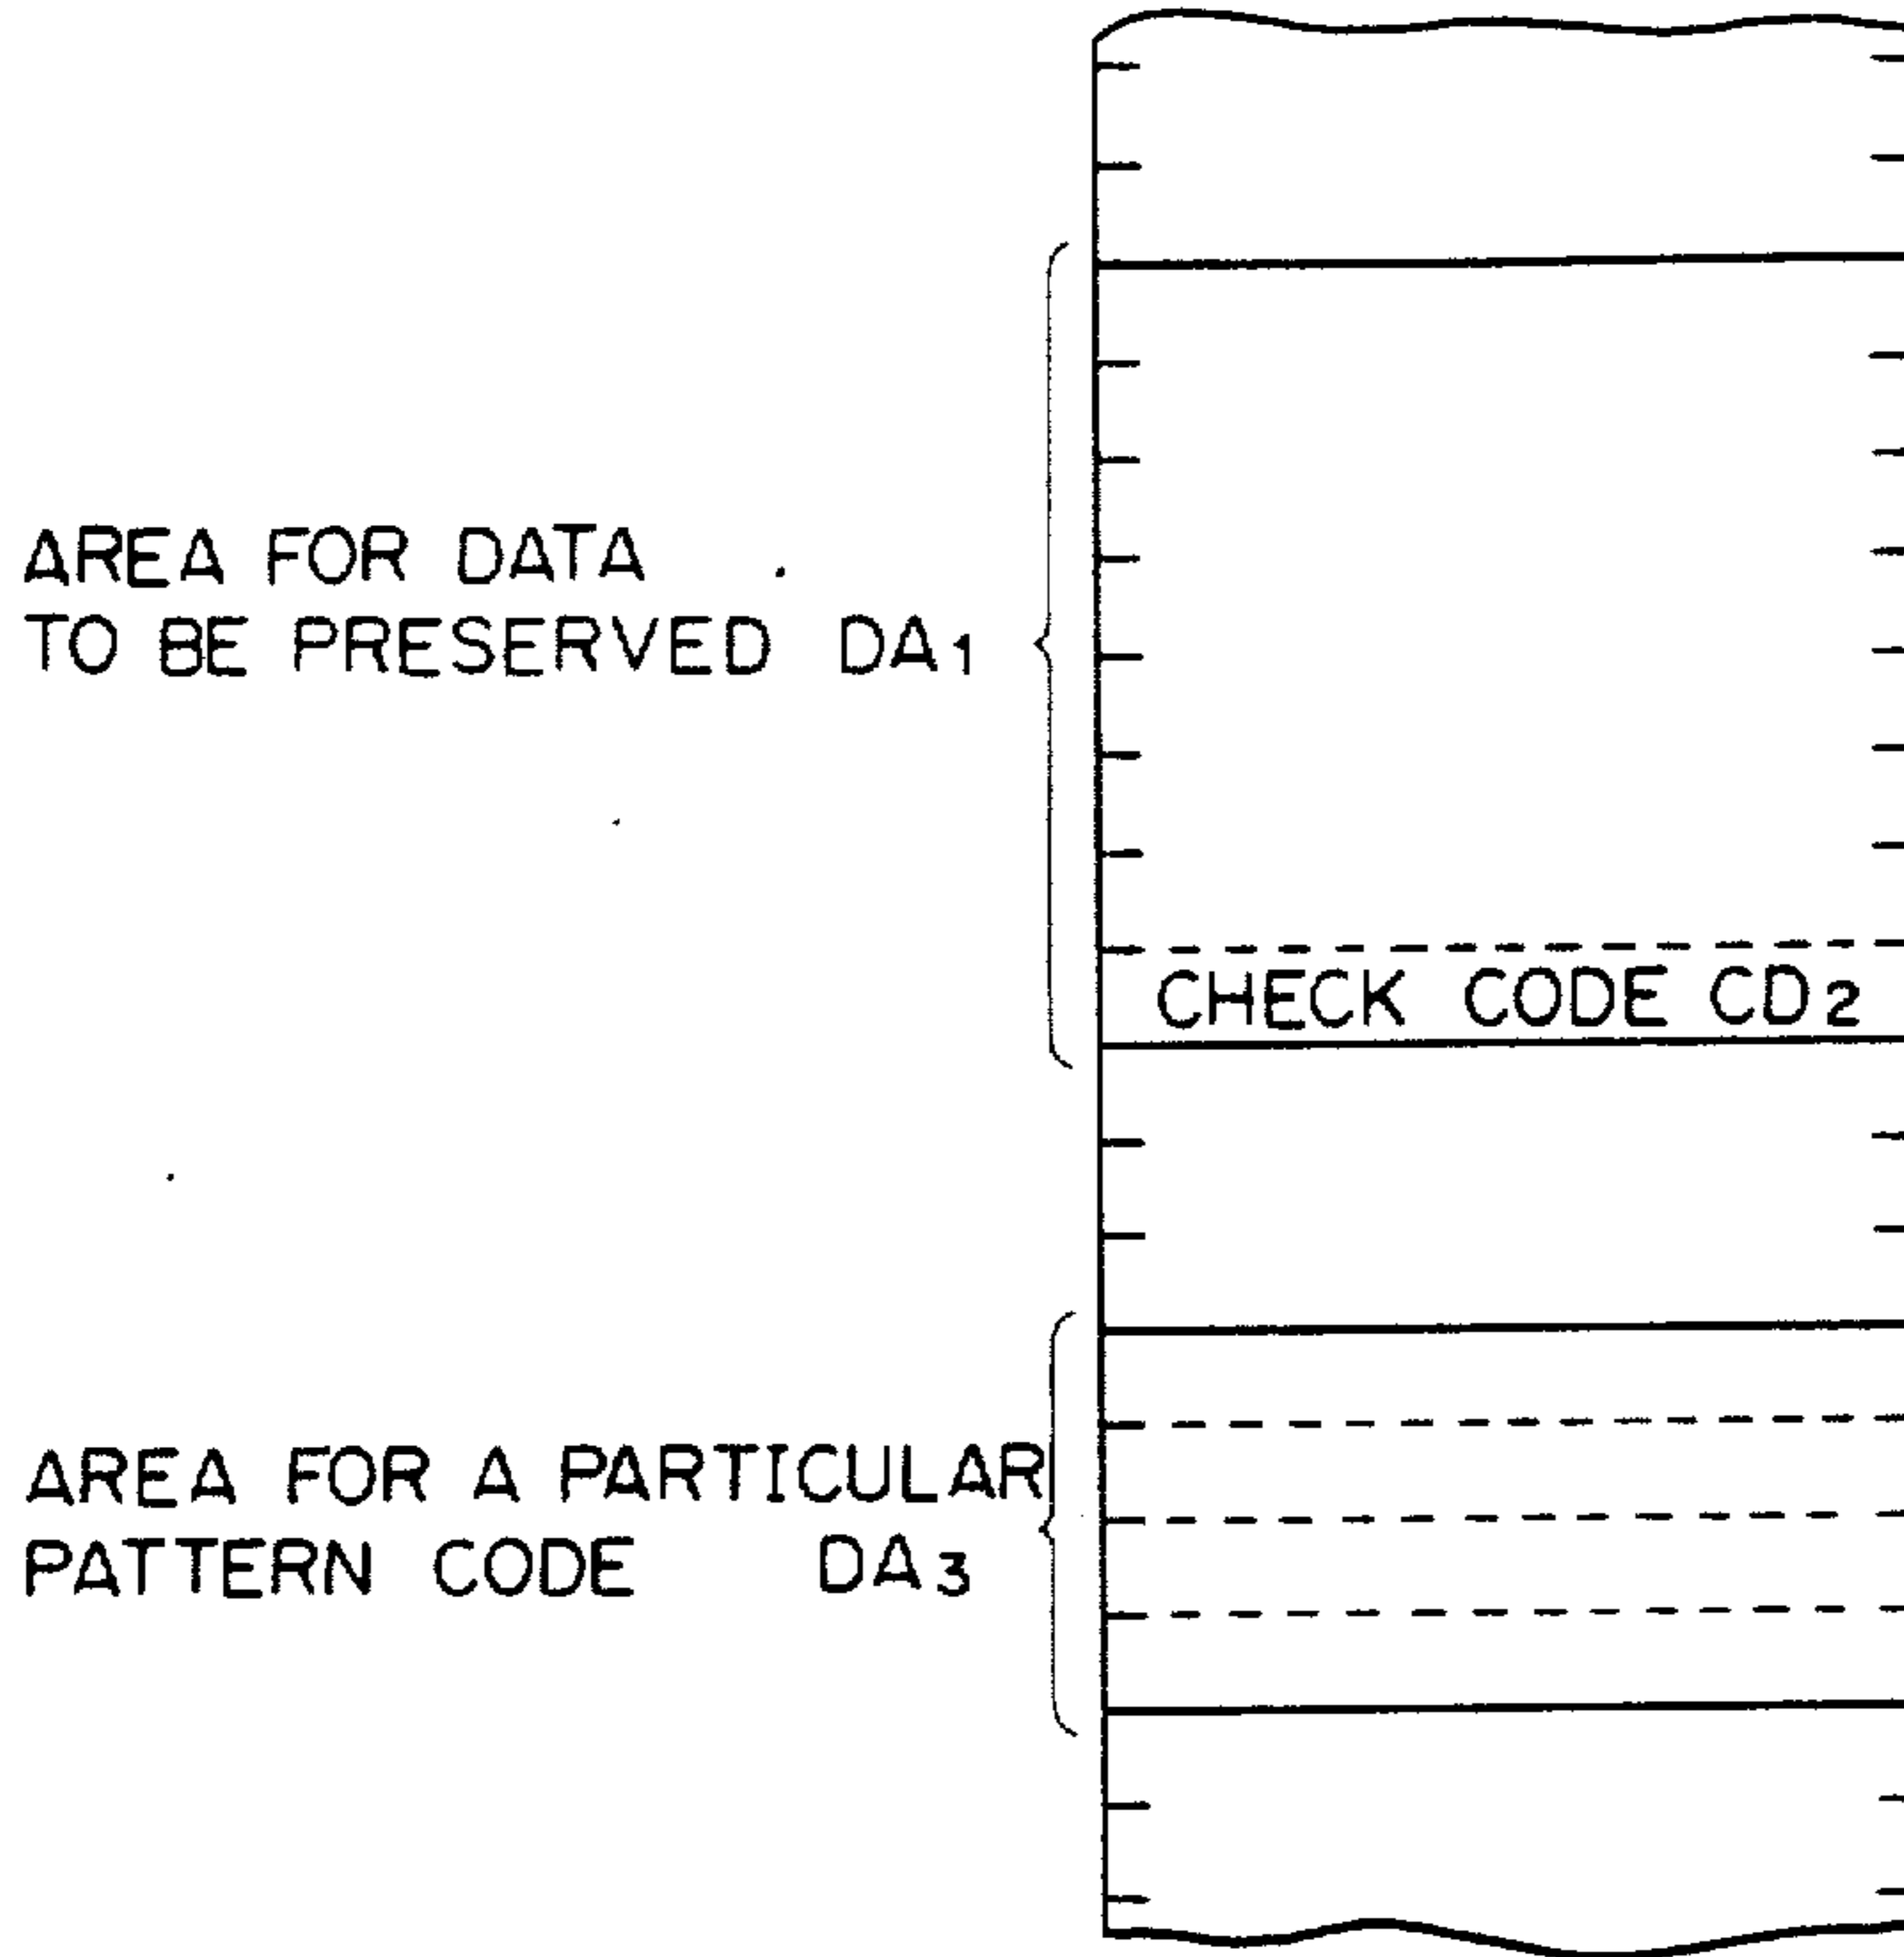 AREA FOR DATA
TO BE PRESERVED DA1
CHECK CODE CD2
AREA FOR A PARTICULAR
PATTERN CODE DA3